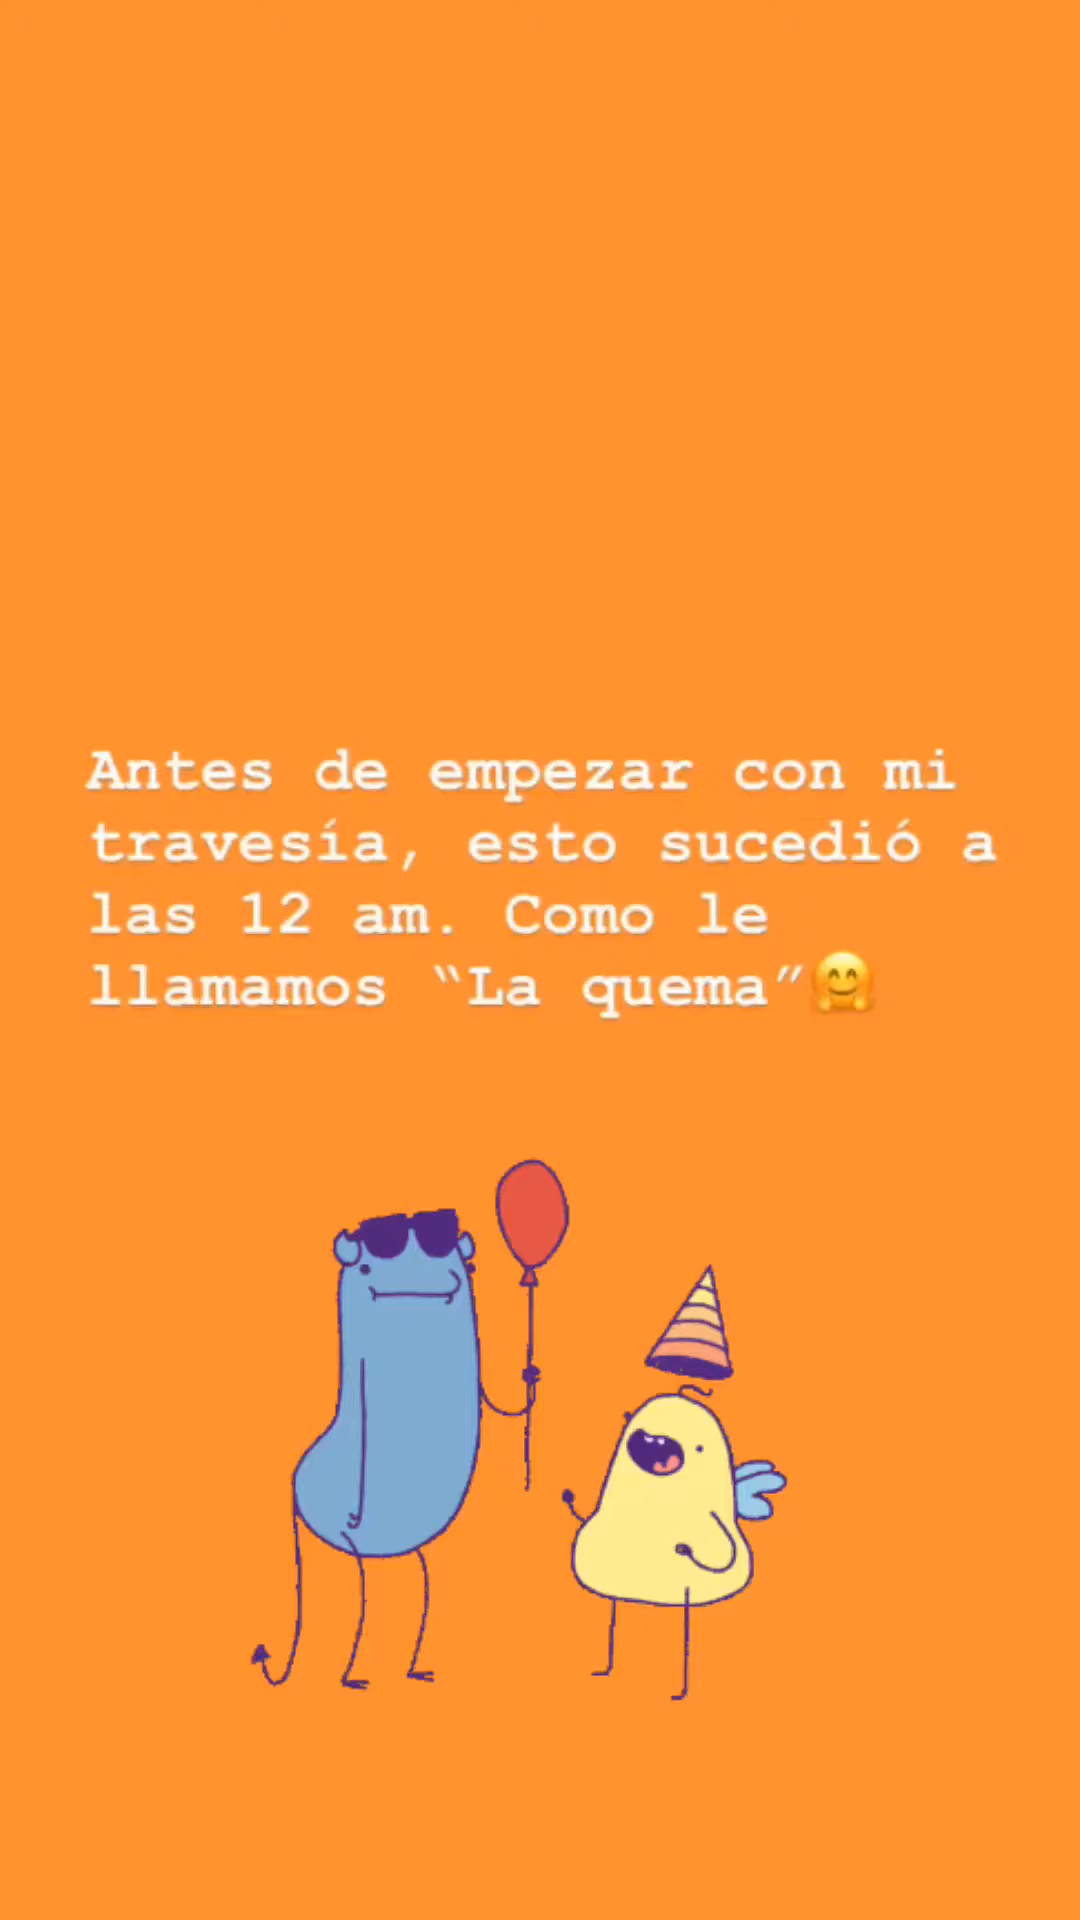 Antes de empezar con mi
travesía, esto sucedió a
las 12 am. Como le
llamamos “La quema”🤗